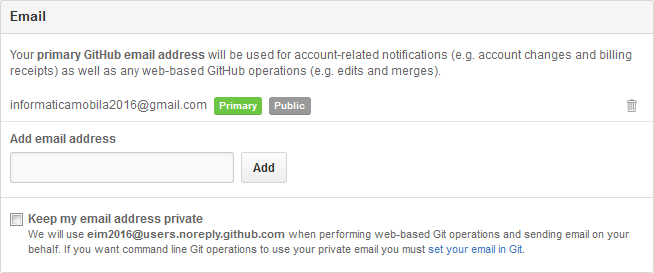 Email
Your primary GitHub email address will be used for account-related notifications (e.g. account changes and billing
receipts) as well as any web-based GitHub operations (e.g. edits and merges).
informaticamobila2016@gmail.com Primary Public
Add email address
Add
Keep my email address private
We will use eim2016@users.noreply.github.com when performing web-based Git operations and sending email on your
behalf. If you want command line Git operations to use your private email you must set your email in Git.